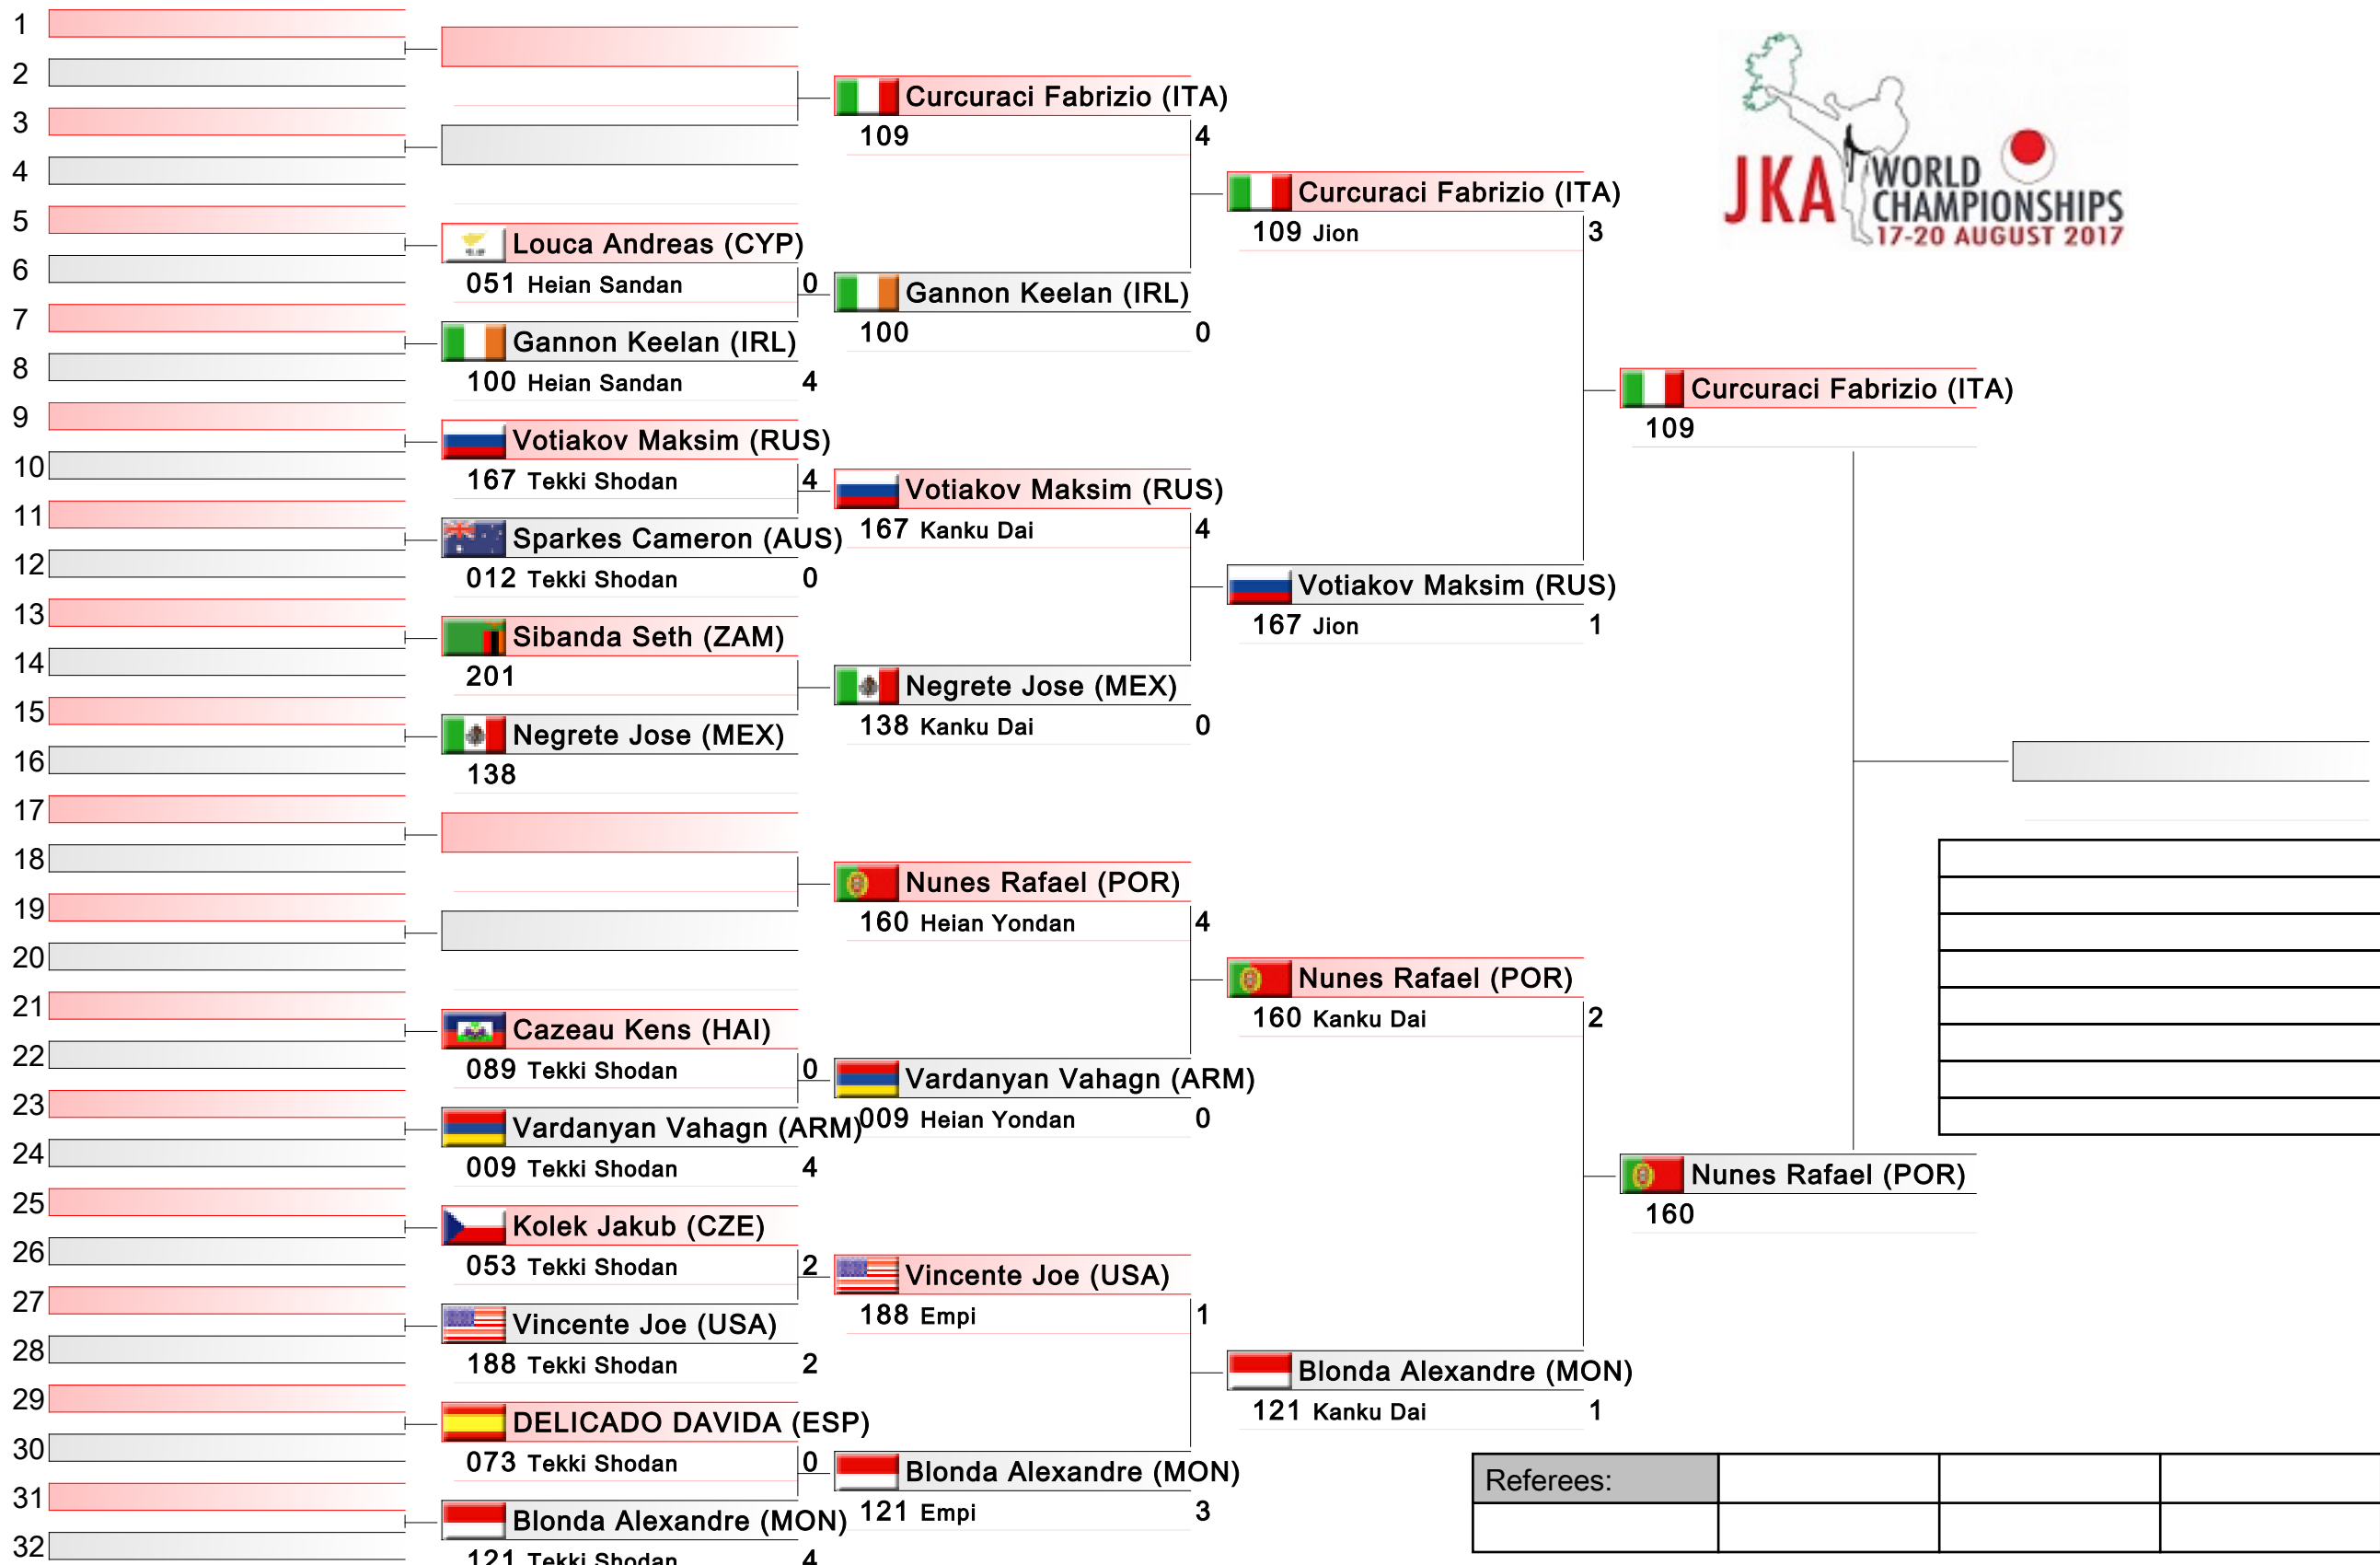 1
2
3
4
5
6
7
8
9
10
11
12
13
14
15
16
17
18
19
20
21
22
23
24
25
26
27
28
29
30
31
32
Louca Andreas (CYP)
051 Heian Sandan 0
Gannon Keelan (IRL)
100 Heian Sandan 4
Votiakov Maksim (RUS)
167 Tekki Shodan 4
Sparkes Cameron (AUS)
012 Tekki Shodan 0
Sibanda Seth (ZAM)
201
Negrete Jose (MEX)
138
Cazeau Kens (HAI)
089 Tekki Shodan 0
Vardanyan Vahagn (ARM)
009 Tekki Shodan 4
Kolek Jakub (CZE)
053 Tekki Shodan 2
Vincente Joe (USA)
188 Tekki Shodan 2
DELICADO DAVIDA (ESP)
073 Tekki Shodan 0
Blonda Alexandre (MON)
121 Tekki Shodan 4
Curcuraci Fabrizio (ITA)
109 4
Gannon Keelan (IRL)
100 0
Votiakov Maksim (RUS)
167 Kanku Dai 4
Negrete Jose (MEX)
138 Kanku Dai 0
Nunes Rafael (POR)
160 Heian Yondan 4
Vardanyan Vahagn (ARM)
009 Heian Yondan 0
Vincente Joe (USA)
188 Empi 1
Blonda Alexandre (MON)
121 Empi 3
Curcuraci Fabrizio (ITA)
109 Jion 3
Votiakov Maksim (RUS)
167 Jion 1
Nunes Rafael (POR)
160 Kanku Dai 2
Blonda Alexandre (MON)
121 Kanku Dai 1
Curcuraci Fabrizio (ITA)
109
Nunes Rafael (POR)
160
JKA WORLD
CHAMPIONSHIPS
17-20 AUGUST 2017
Referees: